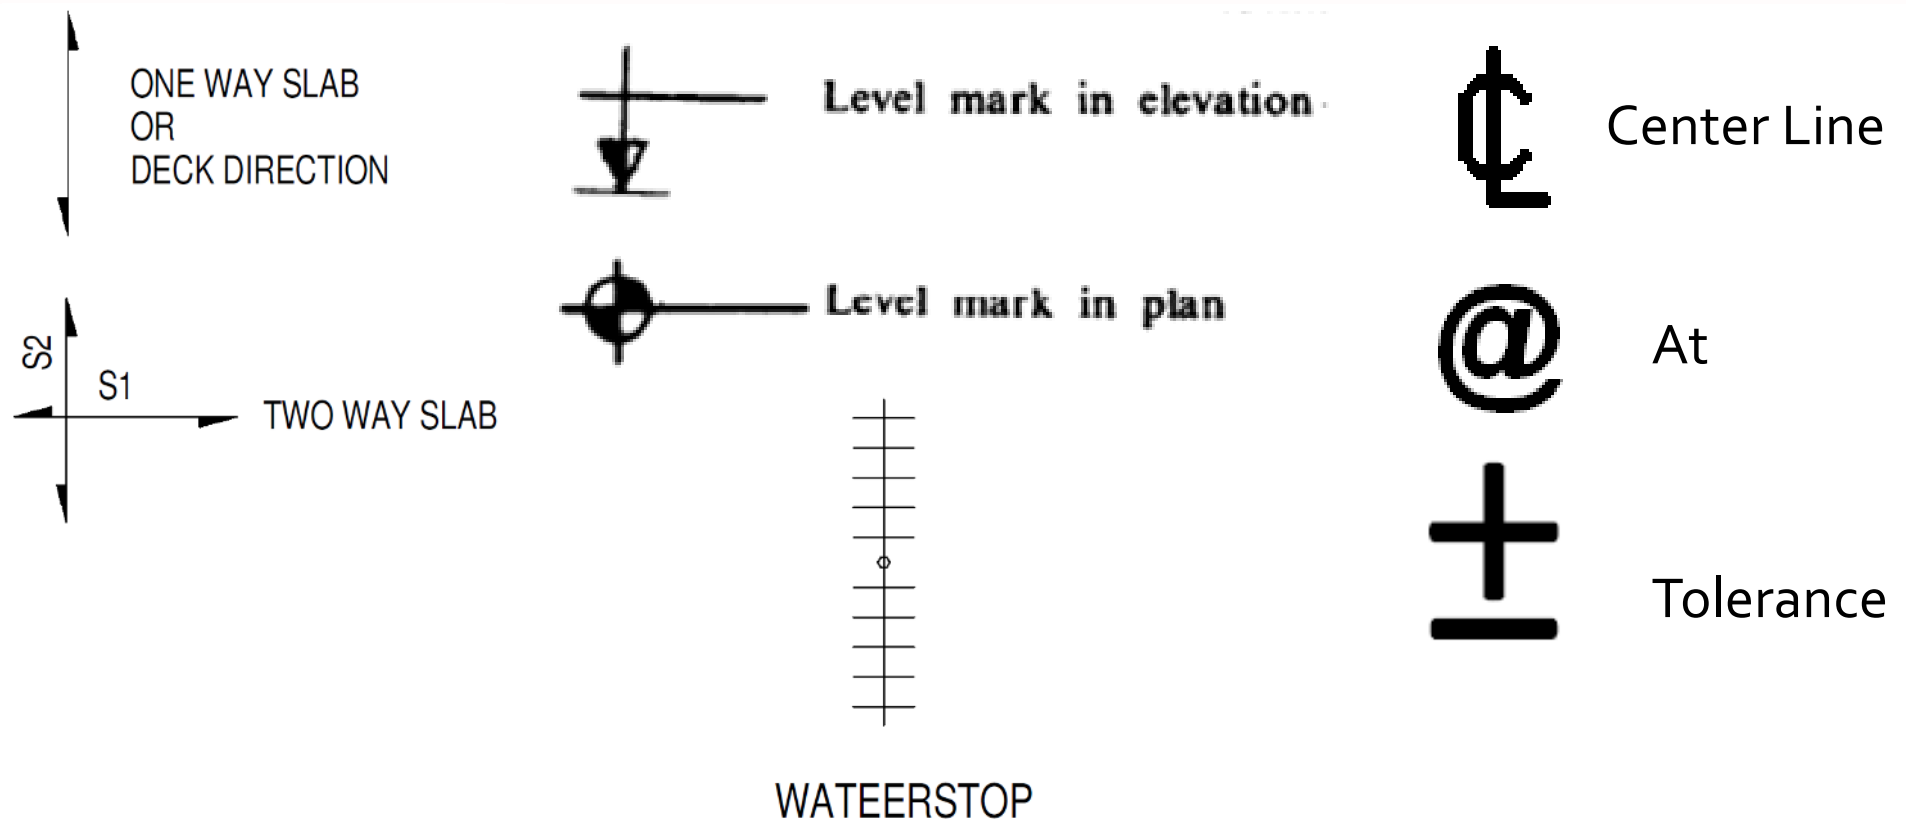 ONE WAY SLAB
OR
DECK DIRECTION
S2
S1
TWO WAY SLAB
Level mark in elevation
Level mark in plan
WATEERSTOP
℄
Center Line
@
At
±
Tolerance